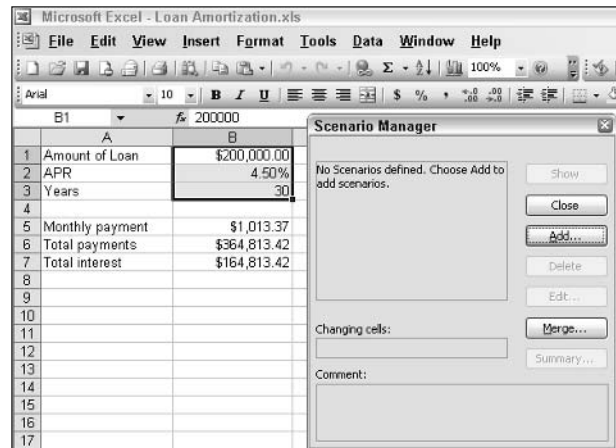 Microsoft Excel - Loan Amortization.xls
File Edit View Insert Format Tools Data Window Help
Σ 100%
Arial 10 B I U $ % , .00
B1 fx 200000
A B
1 Amount of Loan $200,000.00
2 APR 4.50%
3 Years 30
4
5 Monthly payment $1,013.37
6 Total payments $364,813.42
7 Total interest $164,813.42
8
9
10
11
12
13
14
15
16
17
Scenario Manager
No Scenarios defined. Choose Add to
add scenarios.
Show
Close
Add...
Delete
Edit...
Changing cells:
Merge...
Summary...
Comment: